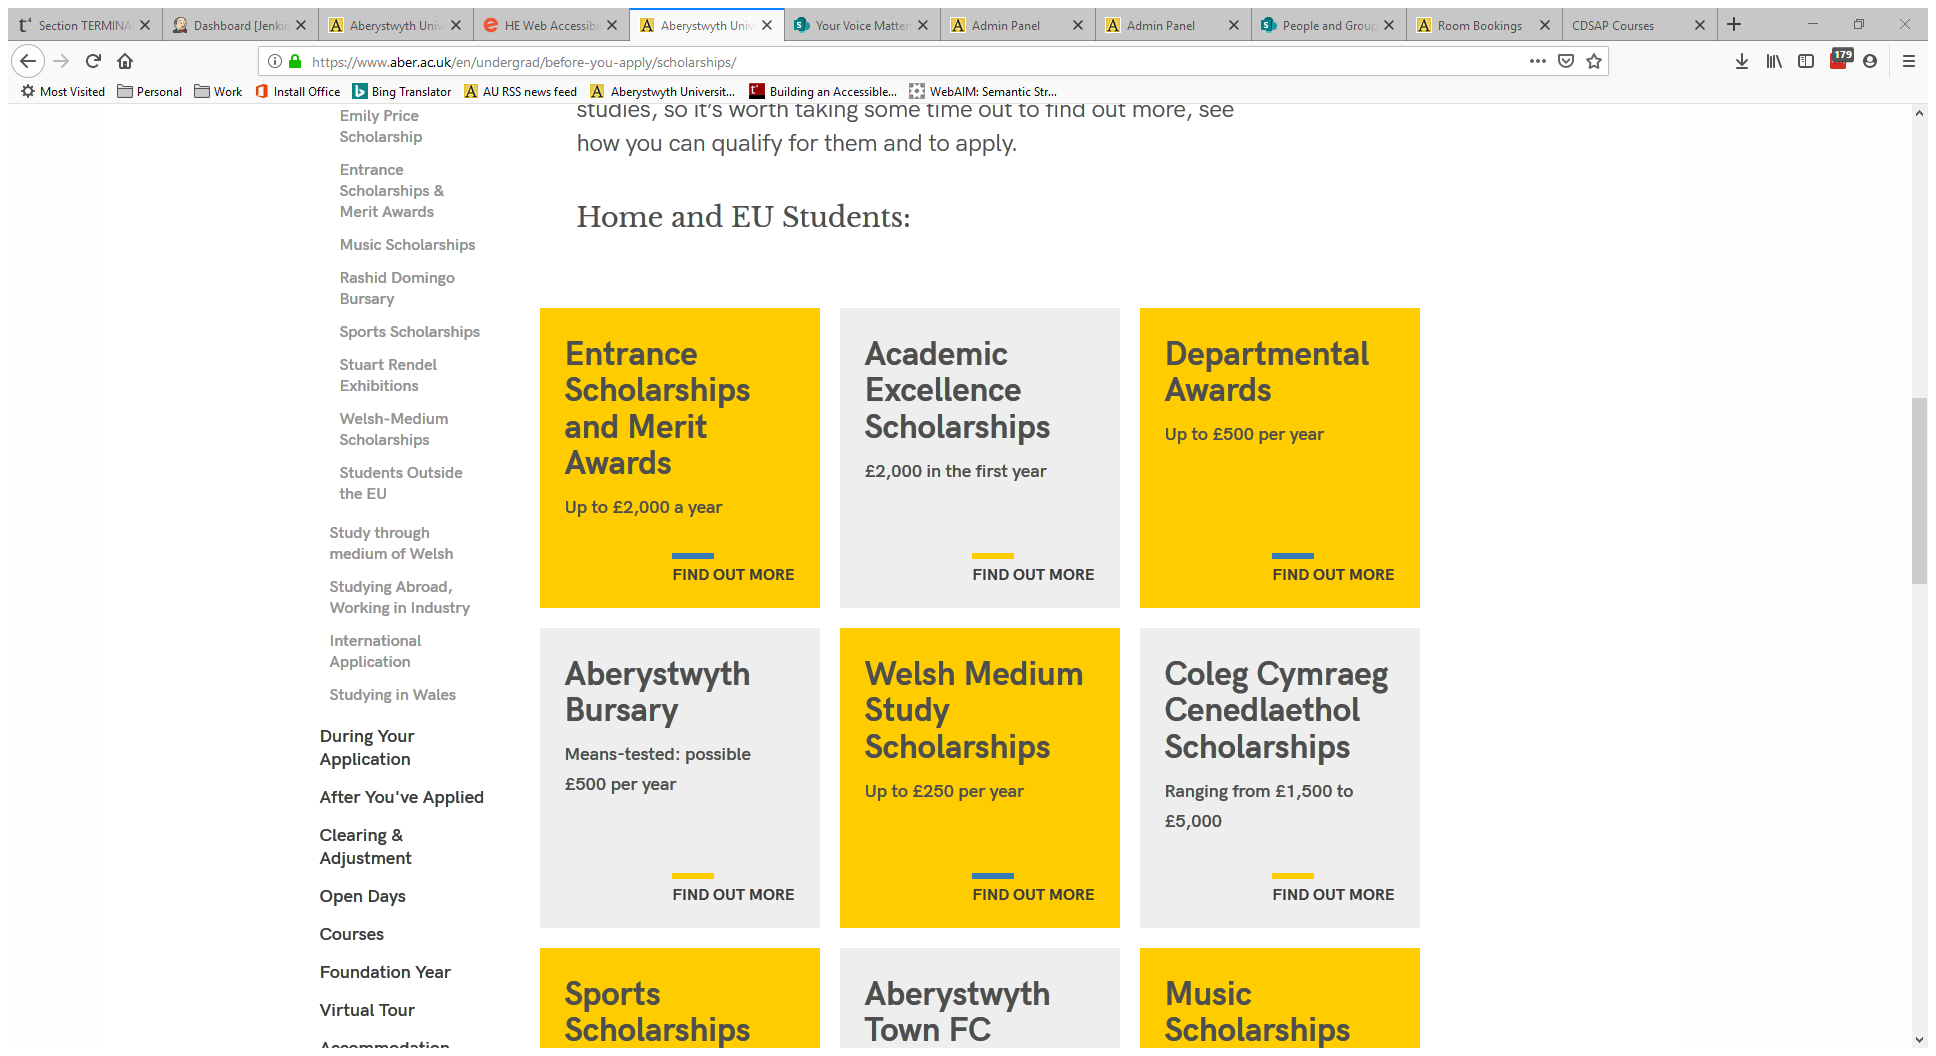 Section TERMINA
Dashboard [Jenkin
Aberystwyth Univ
HE Web Accessibi
Aberystwyth Univ
Your Voice Matter
Admin Panel
Admin Panel
People and Group
Room Bookings
CDSAP Courses
https://www.aber.ac.uk/en/undergrad/before-you-apply/scholarships/
179
Most Visited
Personal
Work
Install Office
Bing Translator
AU RSS news feed
Aberystwyth Universit...
Building an Accessible...
WebAIM: Semantic Str...
Emily Price
Scholarship
Entrance
Scholarships &
Merit Awards
Music Scholarships
Rashid Domingo
Bursary
Sports Scholarships
Stuart Rendel
Exhibitions
Welsh-Medium
Scholarships
Students Outside
the EU
Study through
medium of Welsh
Studying Abroad,
Working in Industry
International
Application
Studying in Wales
During Your
Application
After You've Applied
Clearing &
Adjustment
Open Days
Courses
Foundation Year
Virtual Tour
Accommodation
studies, so it's worth taking some time out to find out more, see
how you can qualify for them and to apply.
Home and EU Students:
Entrance
Scholarships
and Merit
Awards
Up to £2,000 a year
FIND OUT MORE
Academic
Excellence
Scholarships
£2,000 in the first year
FIND OUT MORE
Departmental
Awards
Up to £500 per year
FIND OUT MORE
Aberystwyth
Bursary
Means-tested: possible
£500 per year
FIND OUT MORE
Welsh Medium
Study
Scholarships
Up to £250 per year
FIND OUT MORE
Coleg Cymraeg
Cenedlaethol
Scholarships
Ranging from £1,500 to
£5,000
FIND OUT MORE
Sports
Scholarships
Aberystwyth
Town FC
Music
Scholarships